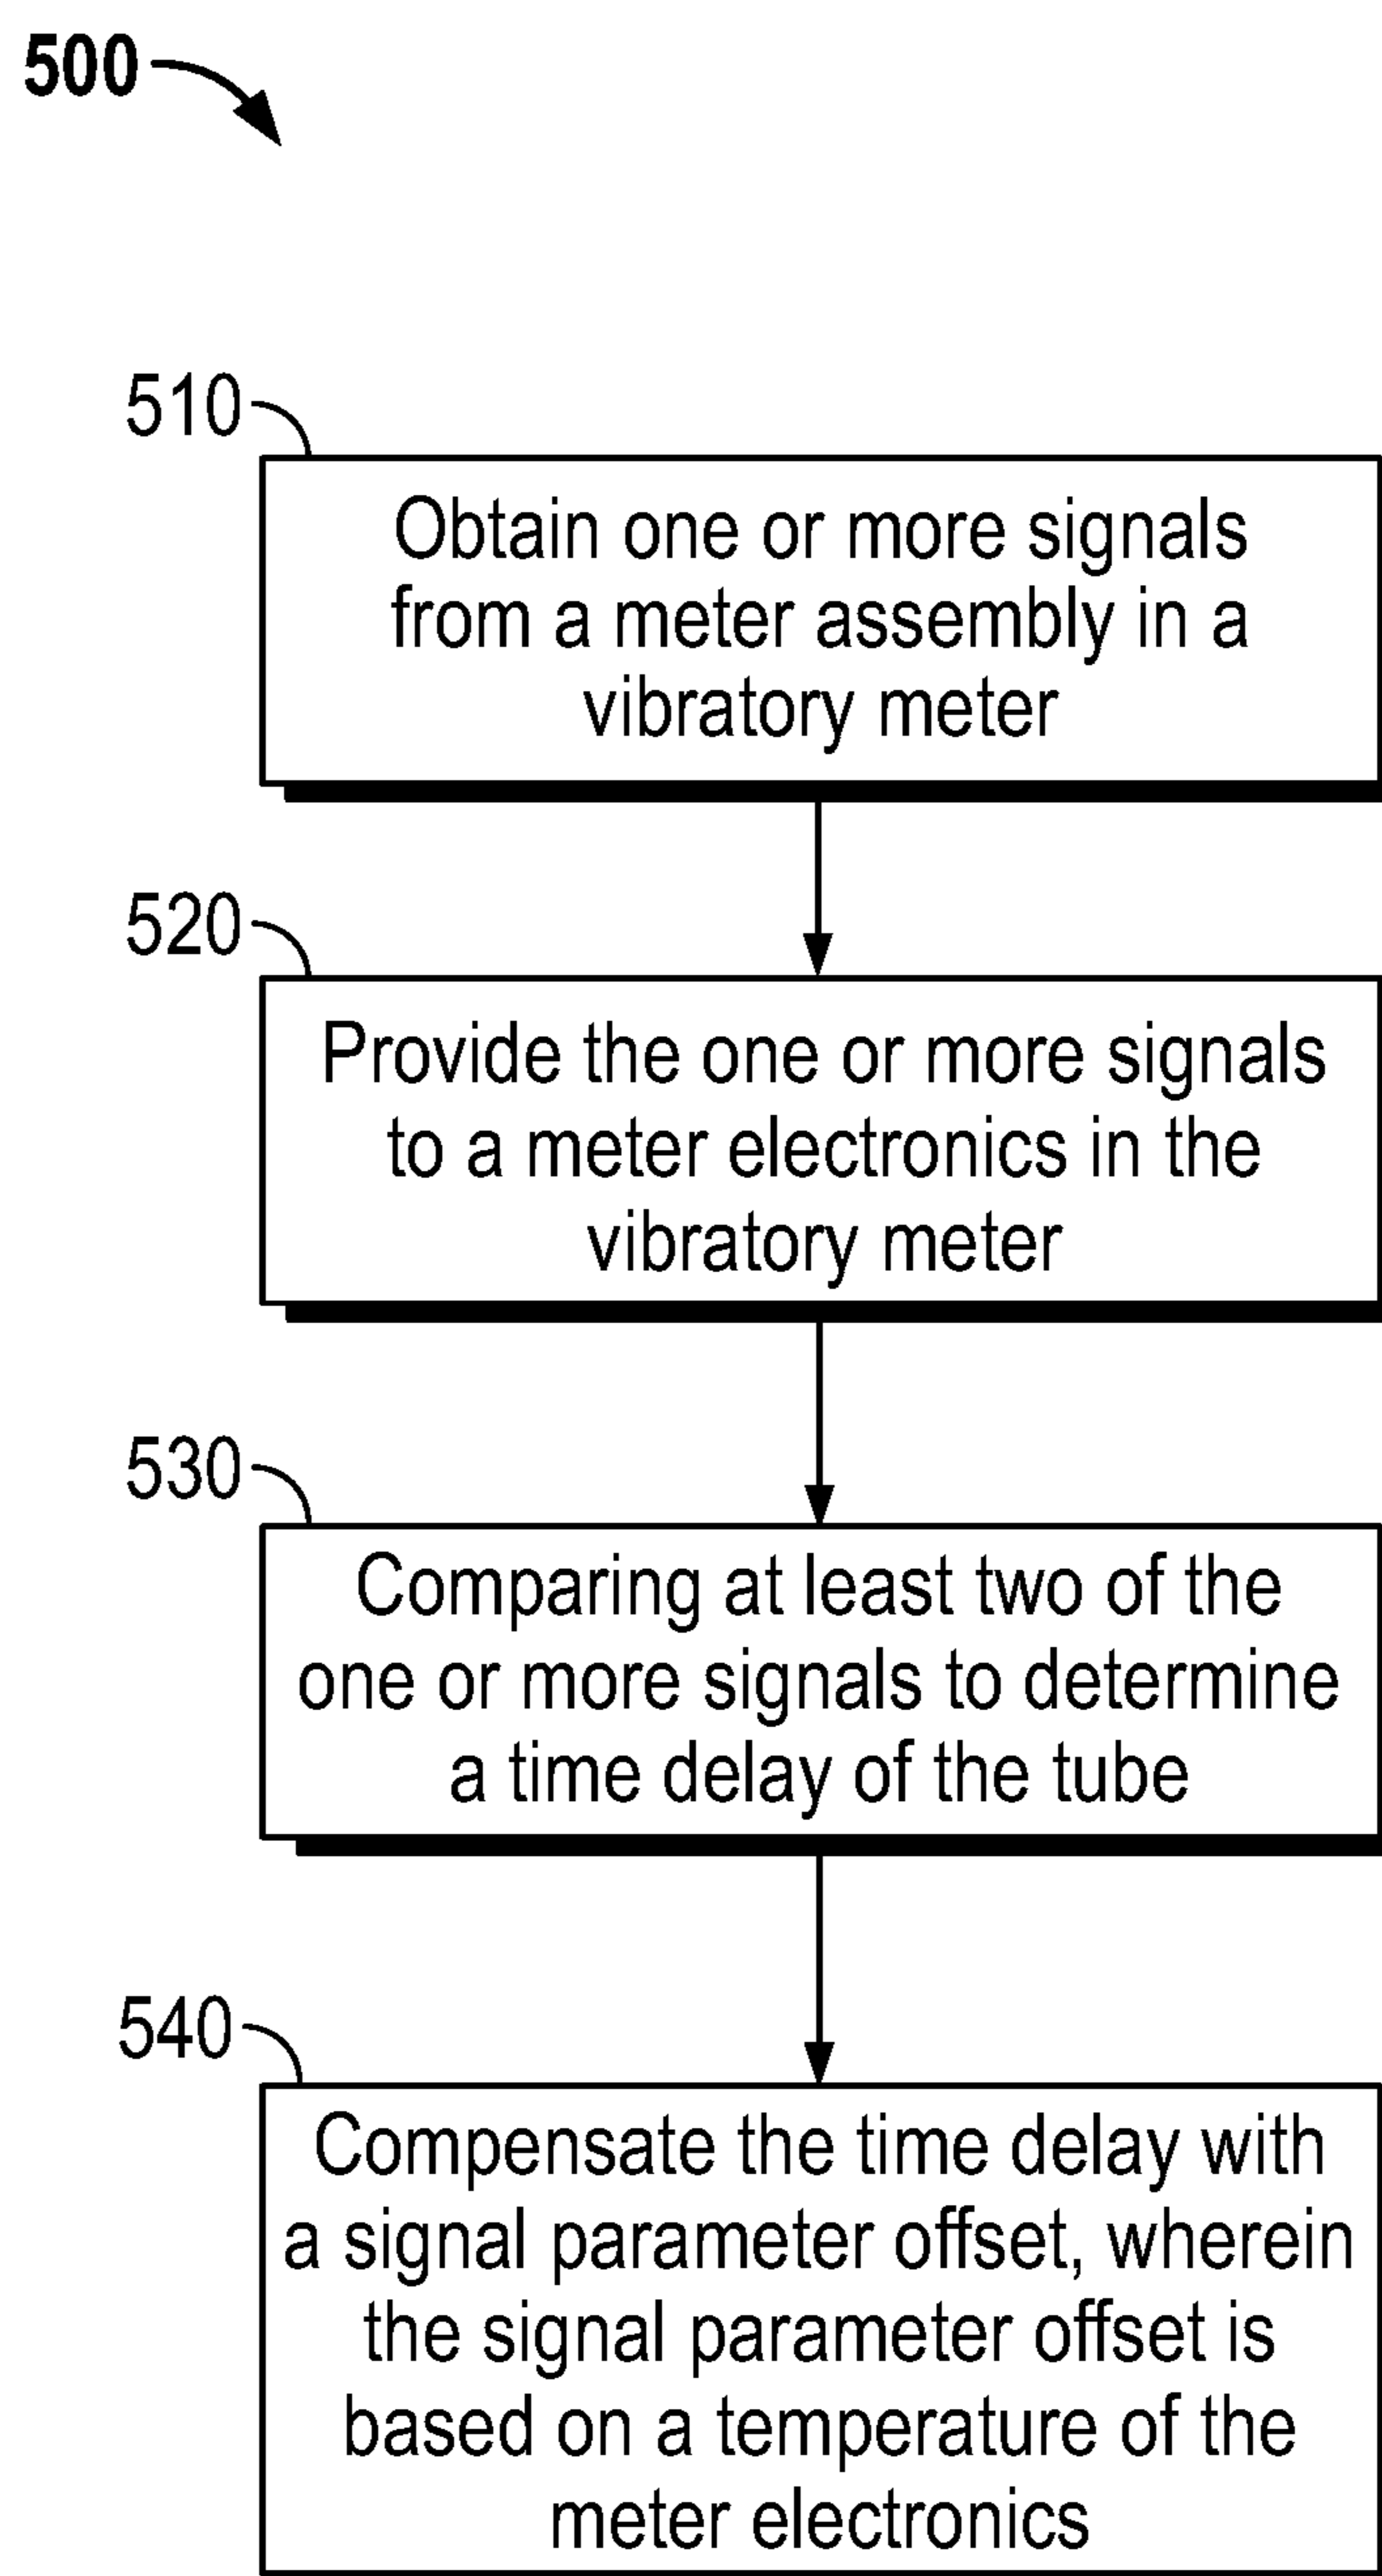 500
510
Obtain one or more signals
from a meter assembly in a
vibratory meter
520
Provide the one or more signals
to a meter electronics in the
vibratory meter
530
Comparing at least two of the
one or more signals to determine
a time delay of the tube
540
Compensate the time delay with
a signal parameter offset, wherein
the signal parameter offset is
based on a temperature of the
meter electronics